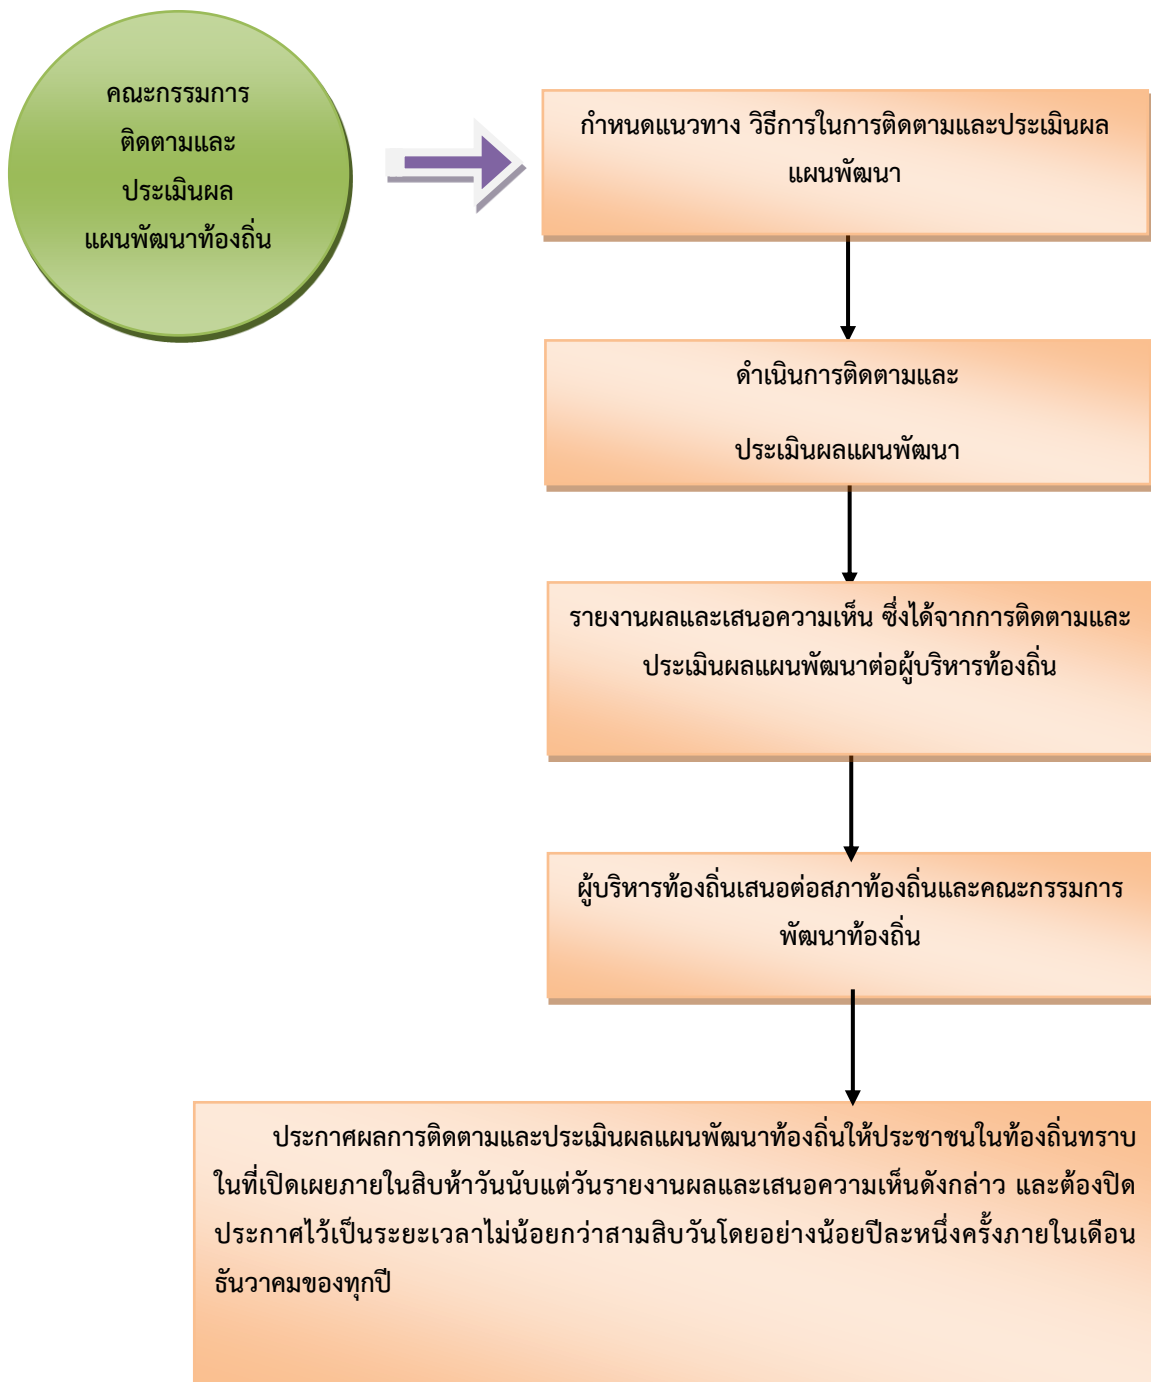 คณะกรรมการ
ติดตามและ
ประเมินผล
แผนพัฒนาท้องถิ่น
กำหนดแนวทาง วิธีการในการติดตามและประเมินผล
แผนพัฒนา
ดำเนินการติดตามและ
ประเมินผลแผนพัฒนา
รายงานผลและเสนอความเห็น ซึ่งได้จากการติดตามและ
ประเมินผลแผนพัฒนาต่อผู้บริหารท้องถิ่น
ผู้บริหารท้องถิ่นเสนอต่อสภาท้องถิ่นและคณะกรรมการ
พัฒนาท้องถิ่น
ประกาศผลการติดตามและประเมินผลแผนพัฒนาท้องถิ่นให้ประชาชนในท้องถิ่นทราบ
ในที่เปิดเผยภายในสิบห้าวันนับแต่วันรายงานผลและเสนอความเห็นดังกล่าว และต้องปิด
ประกาศไว้เป็นระยะเวลาไม่น้อยกว่าสามสิบวันโดยอย่างน้อยปีละหนึ่งครั้งภายในเดือน
ธันวาคมของทุกปี